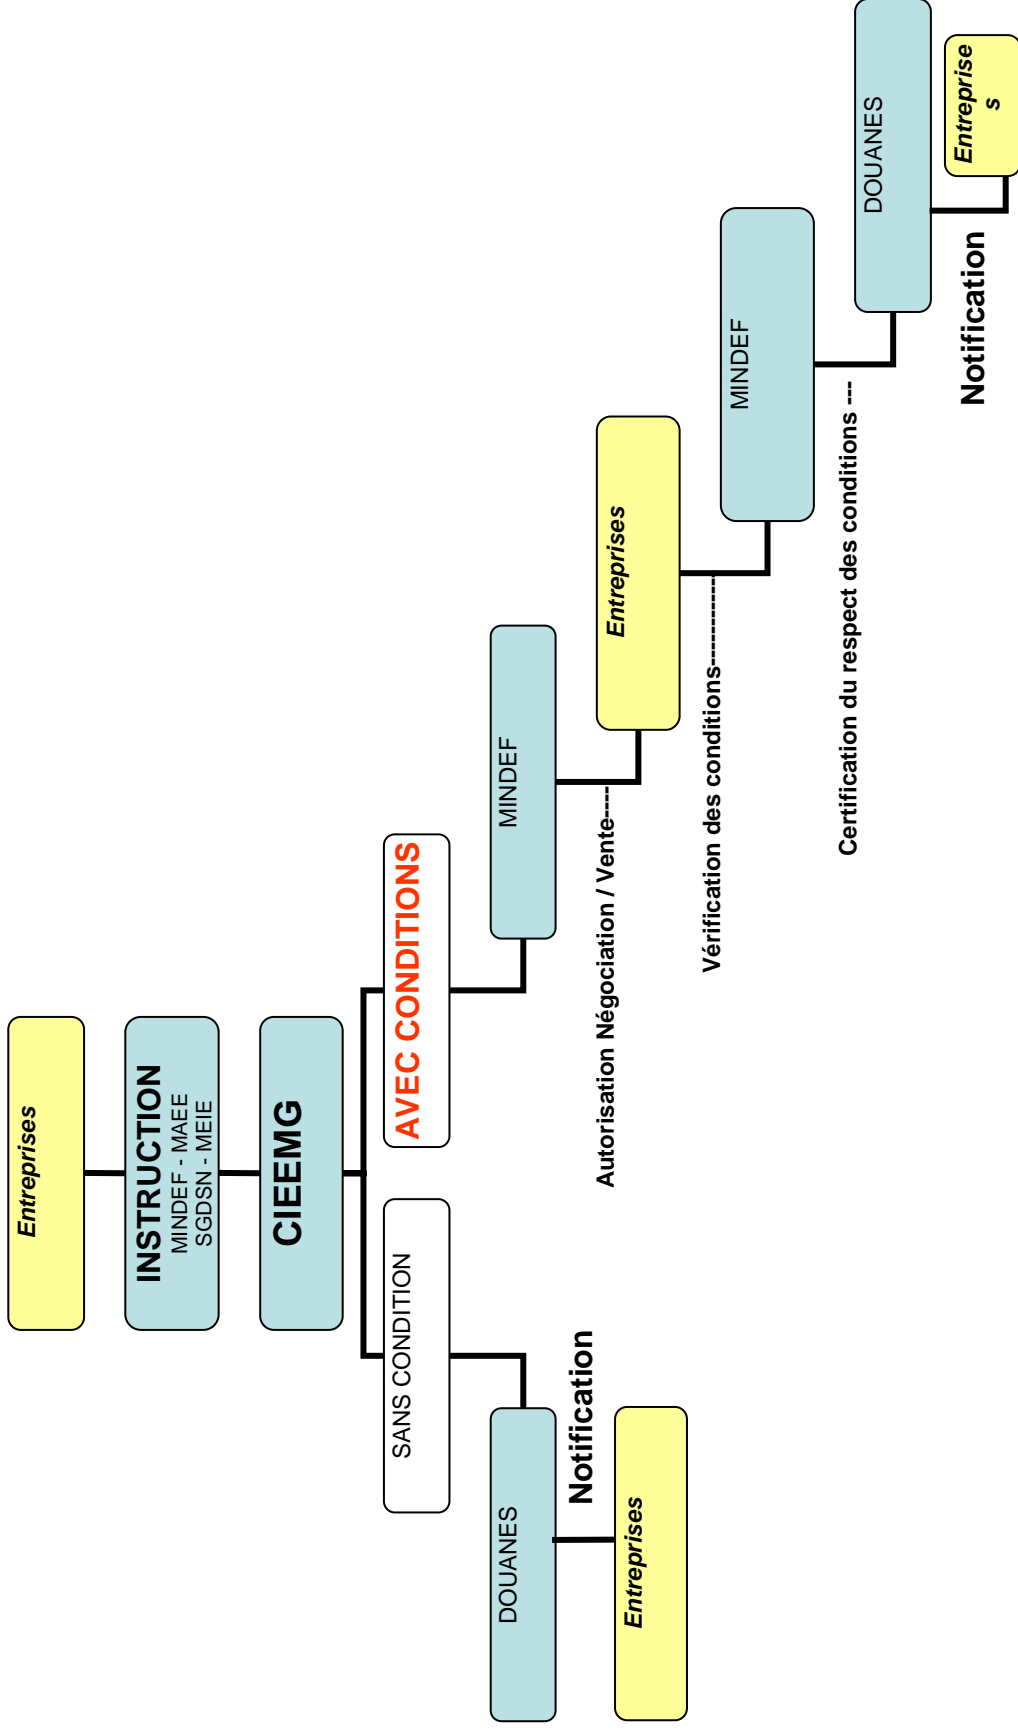 Entreprises
INSTRUCTION
MINDEF - MAEE
SGDSN - MEIE
CIEEMG
SANS CONDITION
AVEC CONDITIONS
DOUANES
Notification
Entreprises
MINDEF
Autorisation Négociation / Vente-----
Entreprises
Vérification des conditions------------
MINDEF
Certification du respect des conditions ---
DOUANES
Notification
Entreprise
s